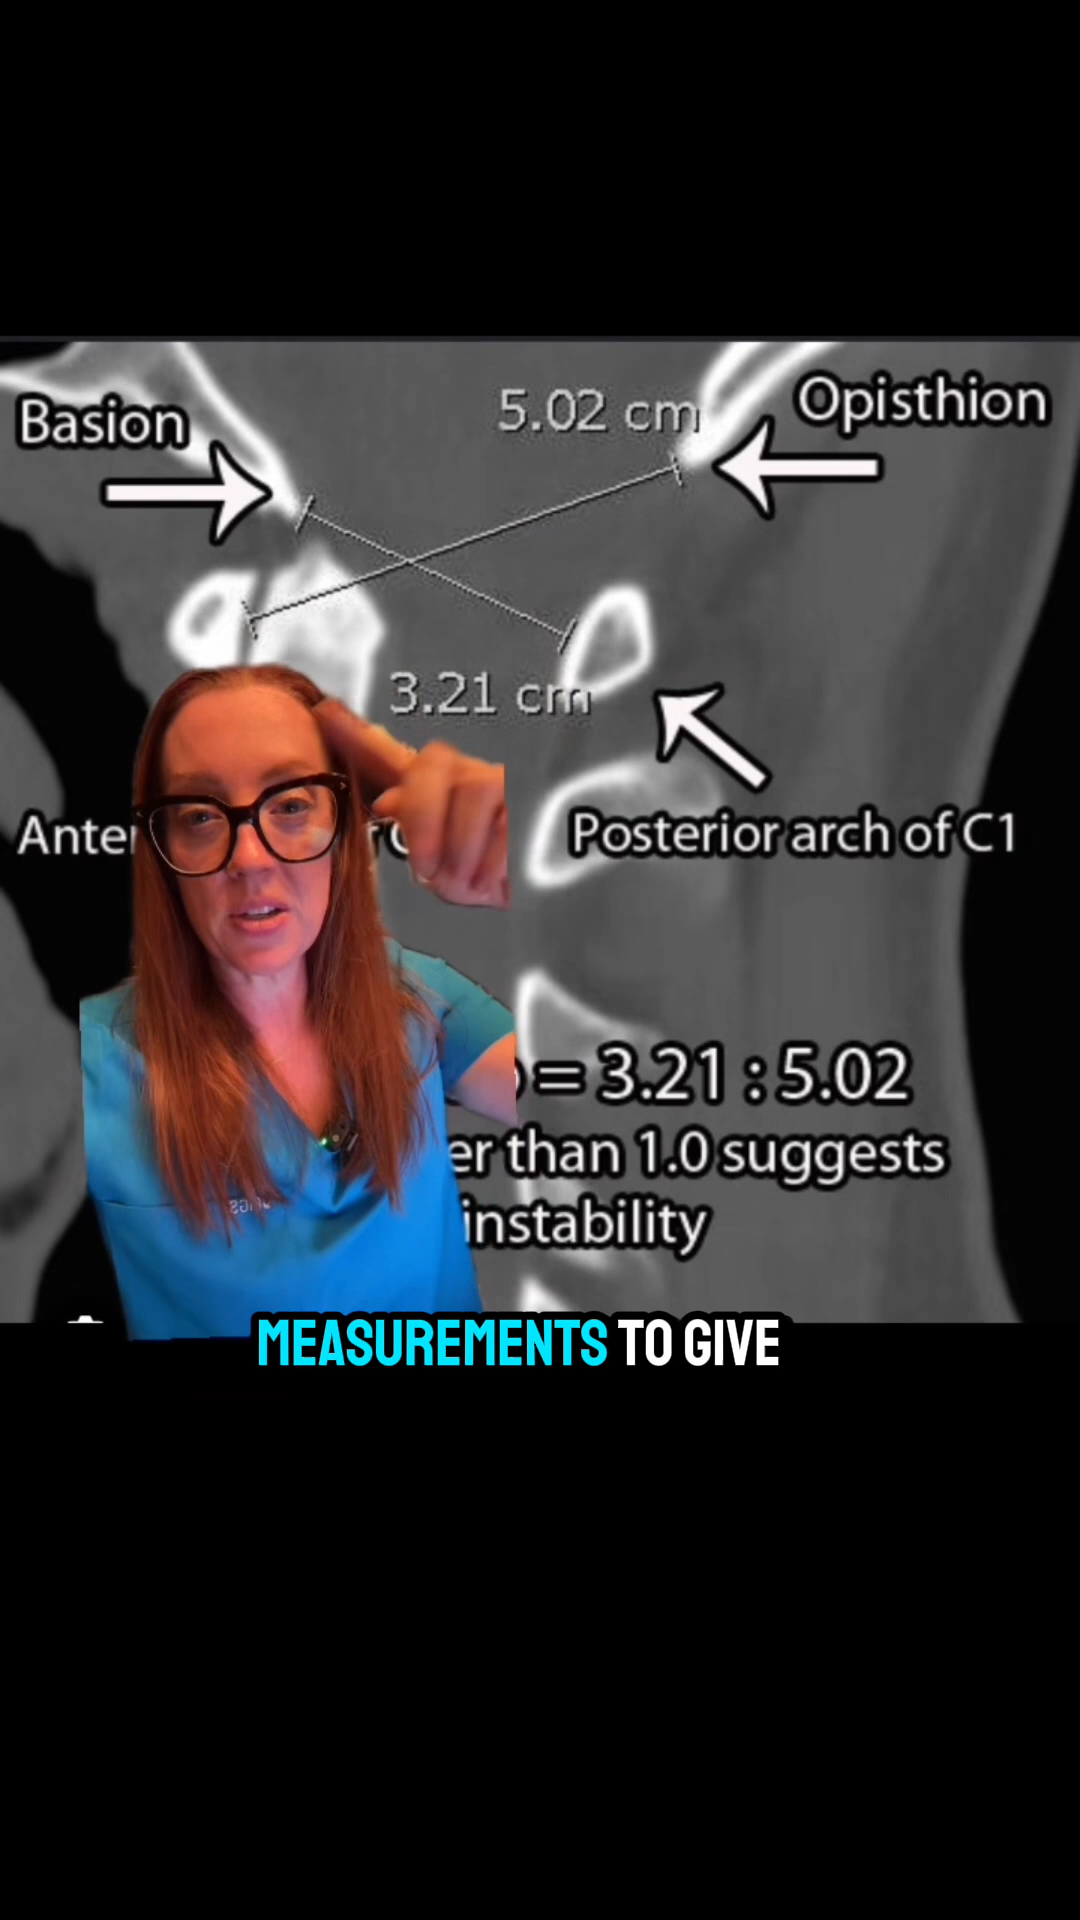 5.02 cm
Opisthion
Basion
3.21 cm
Posterior arch of C1
= 3.21 : 5.02
than 1.0 suggests
instability
MEASUREMENTS TO GIVE